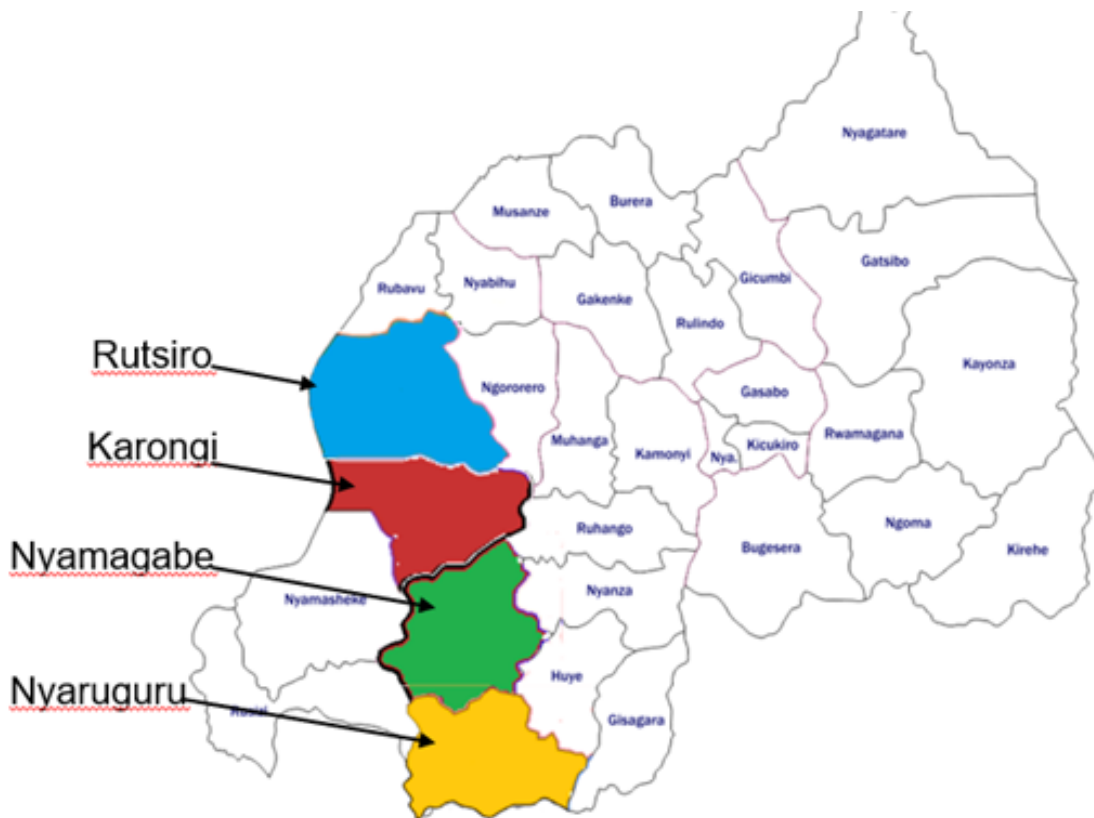 Nyagatare
Burera
Musanze
Gatsibo
Gicumbi
Nyabihu
Rubavu
Gakenke
Rulindo
Rutsiro
Kayonza
Ngororero
Gasabo
Rwamagana
Karongi
Muhanga
Kicukiro
Kamonyi
Nya.
Ngoma
Ruhango
Bugesera
Kirehe
Nyamagabe
Nyanza
Nyamasheke
Huye
Nyaruguru
Gisagara
Rusizi